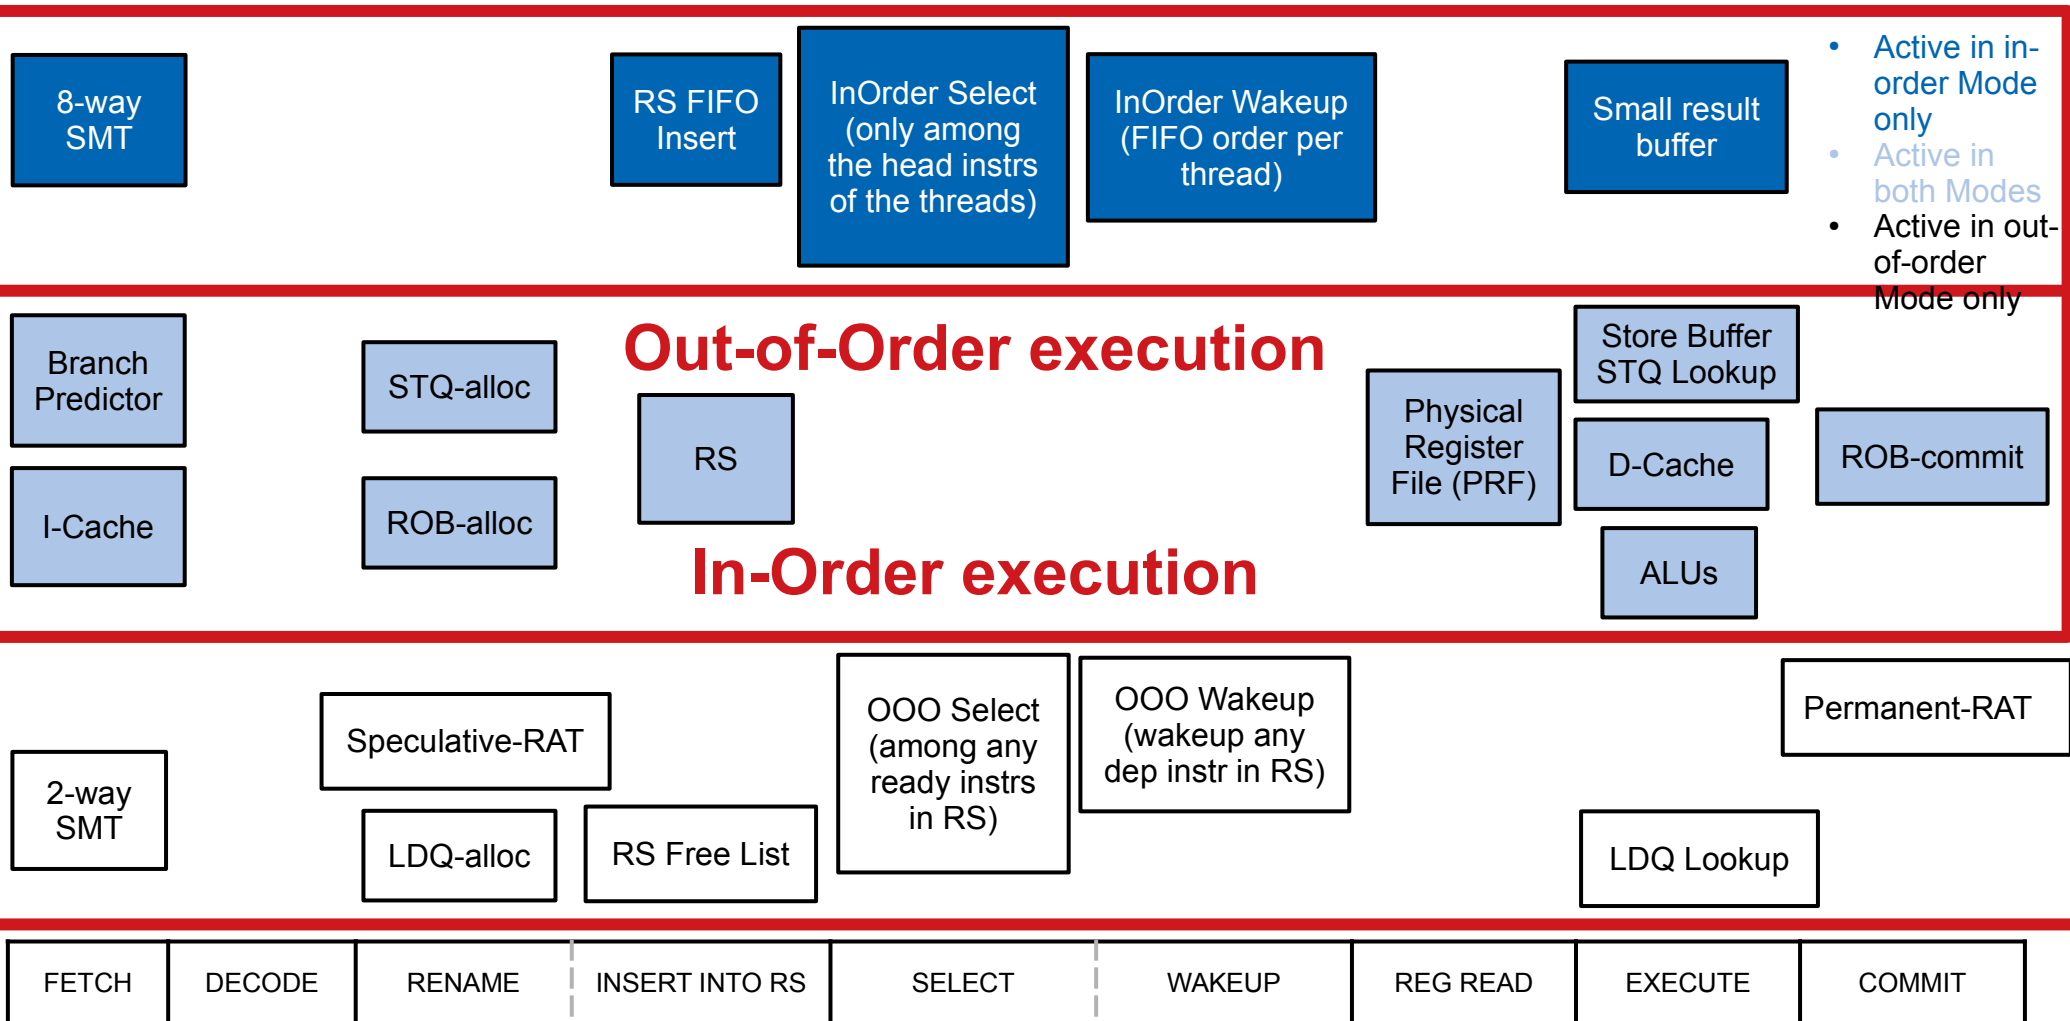 8-way
SMT
RS FIFO
Insert
InOrder Select
(only among
the head instrs
of the threads)
InOrder Wakeup
(FIFO order per
thread)
Small result
buffer
• Active in in-
order Mode
only
• Active in
both Modes
• Active in out-
of-order
Mode only
Branch
Predictor
I-Cache
STQ-alloc
ROB-alloc
Out-of-Order execution
RS
In-Order execution
Physical
Register
File (PRF)
Store Buffer
STQ Lookup
D-Cache
ALUs
ROB-commit
2-way
SMT
Speculative-RAT
LDQ-alloc
RS Free List
OOO Select
(among any
ready instrs
in RS)
OOO Wakeup
(wakeup any
dep instr in RS)
LDQ Lookup
Permanent-RAT
FETCH
DECODE
RENAME
INSERT INTO RS
SELECT
WAKEUP
REG READ
EXECUTE
COMMIT